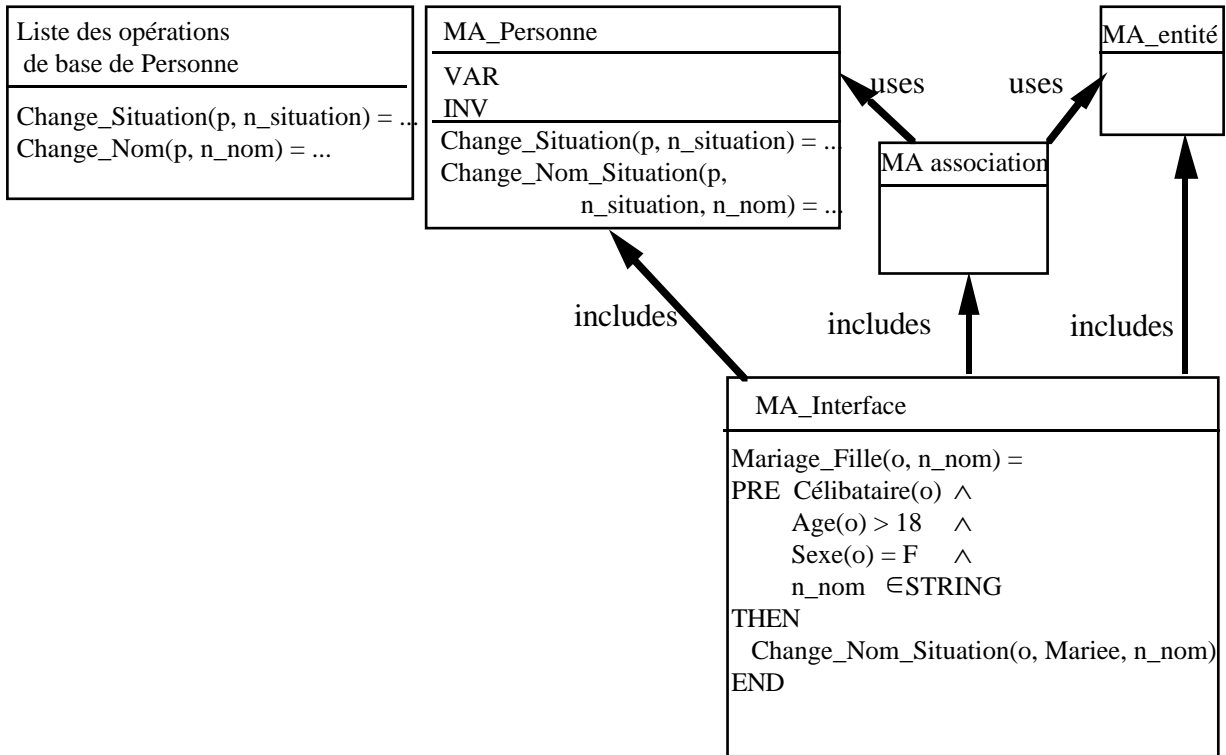 Liste des opérations
de base de Personne
Change_Situation(p, n_situation) = ...
Change_Nom(p, n_nom) = ...
MA_Personne
VAR
INV
Change_Situation(p, n_situation) = ...
Change_Nom_Situation(p,
n_situation, n_nom) = ...
uses
uses
MA_entité
MA association
includes
includes
includes
MA_Interface
Mariage_Fille(o, n_nom) =
PRE Célibataire(o) ∧
Age(o) > 18 ∧
Sexe(o) = F ∧
n_nom ∈STRING
THEN
Change_Nom_Situation(o, Mariee, n_nom)
END